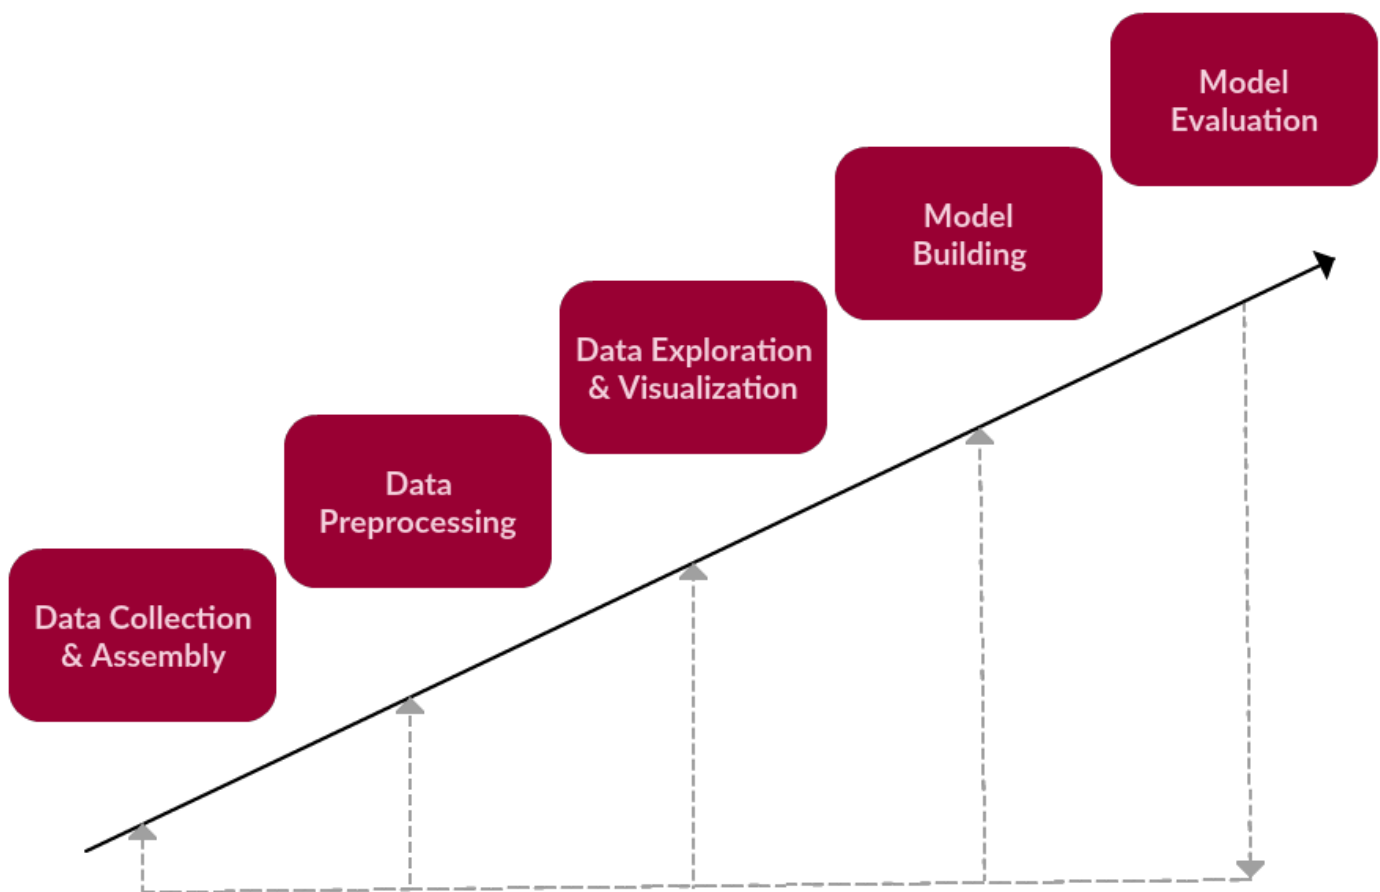 Model
Evaluation
Model
Building
Data Exploration
& Visualization
Data
Preprocessing
Data Collection
& Assembly